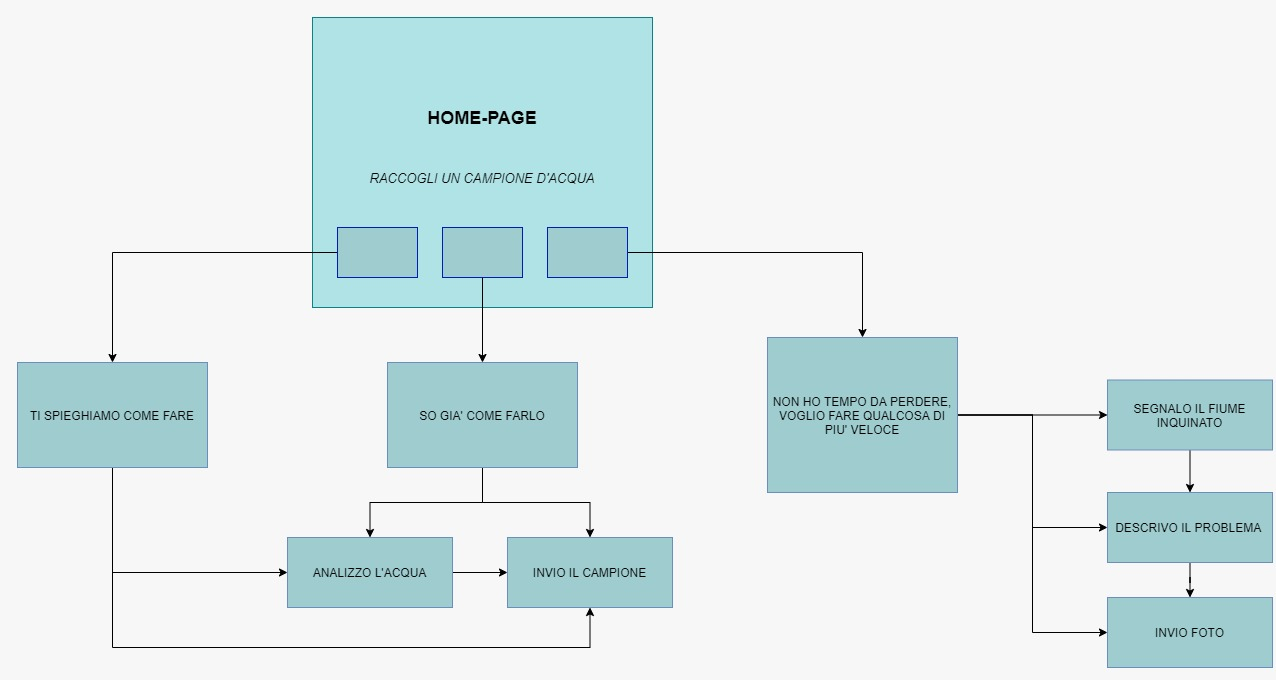 HOME-PAGE
RACCOGLI UN CAMPIONE D'ACQUA
TI SPIEGHIAMO COME FARE
SO GIA' COME FARLO
NON HO TEMPO DA PERDERE,
VOGLIO FARE QUALCOSA DI
PIU' VELOCE
SEGNALO IL FIUME
INQUINATO
DESCRIVO IL PROBLEMA
ANALIZZO L'ACQUA
INVIO IL CAMPIONE
INVIO FOTO